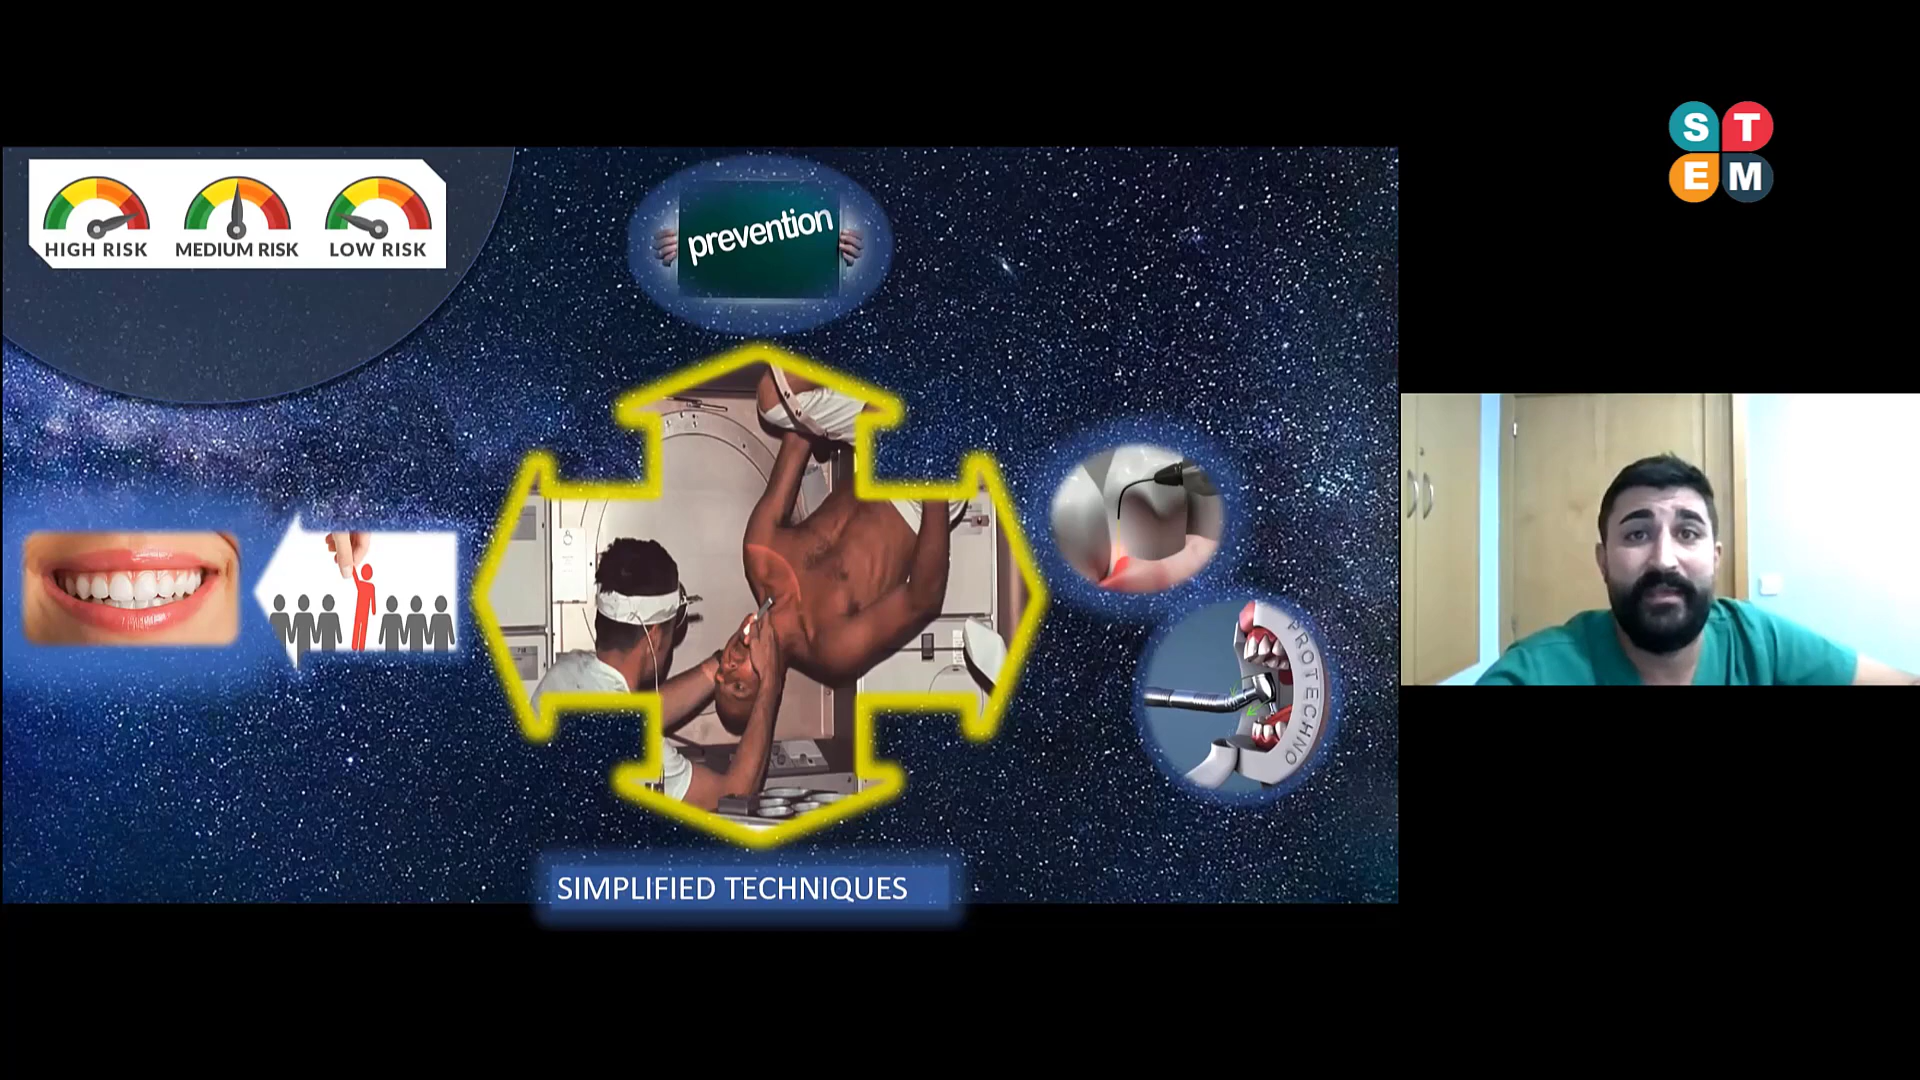 HIGH RISK
MEDIUM RISK
LOW RISK
prevention
PROTECHNO
SIMPLIFIED TECHNIQUES
S T
E M